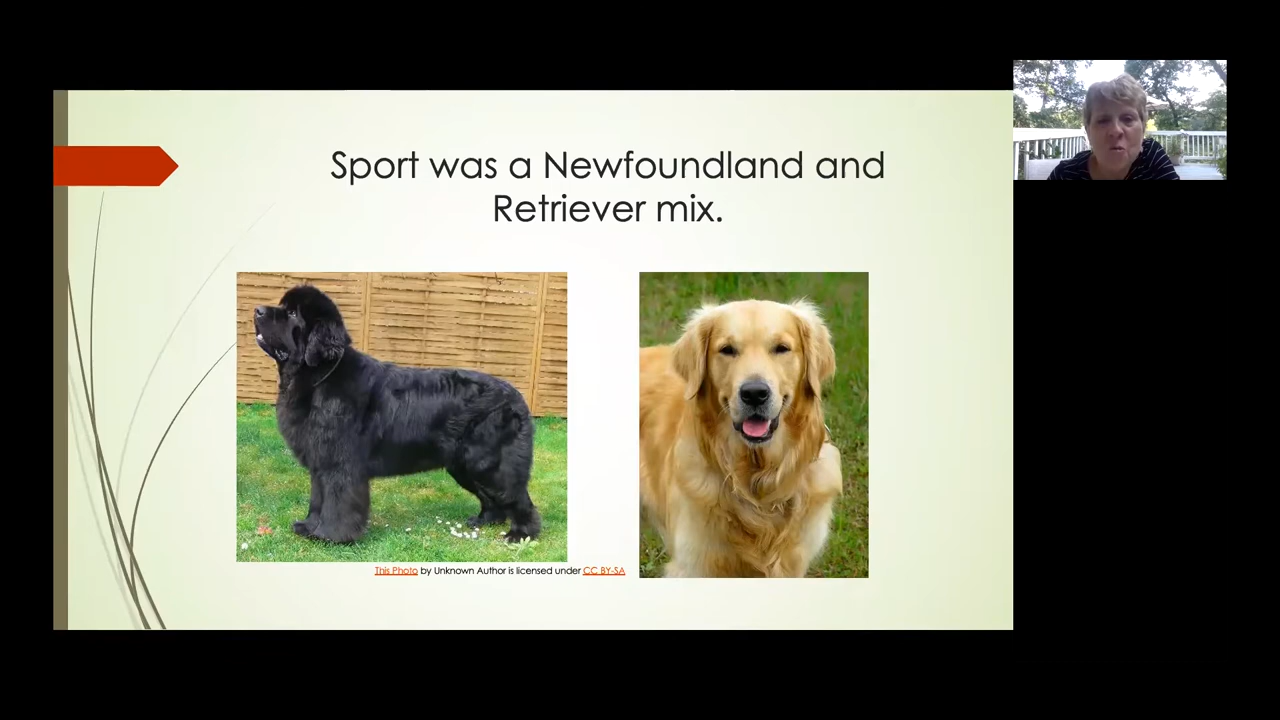 Sport was a Newfoundland and
Retriever mix.
This Photo by Unknown Author is licensed under CC BY-SA